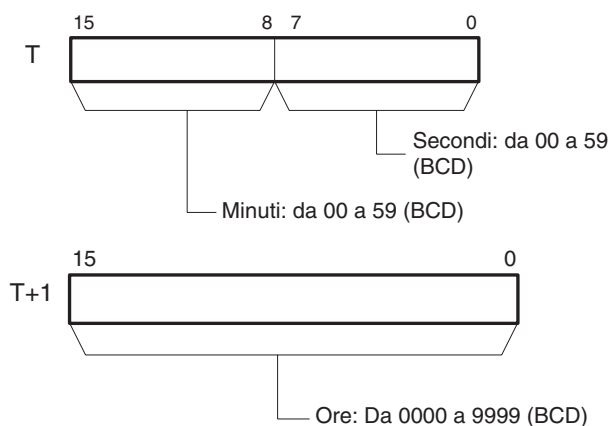 15 8 7 0
T
Secondi: da 00 a 59
(BCD)
Minuti: da 00 a 59 (BCD)
15 0
T+1
Ore: Da 0000 a 9999 (BCD)